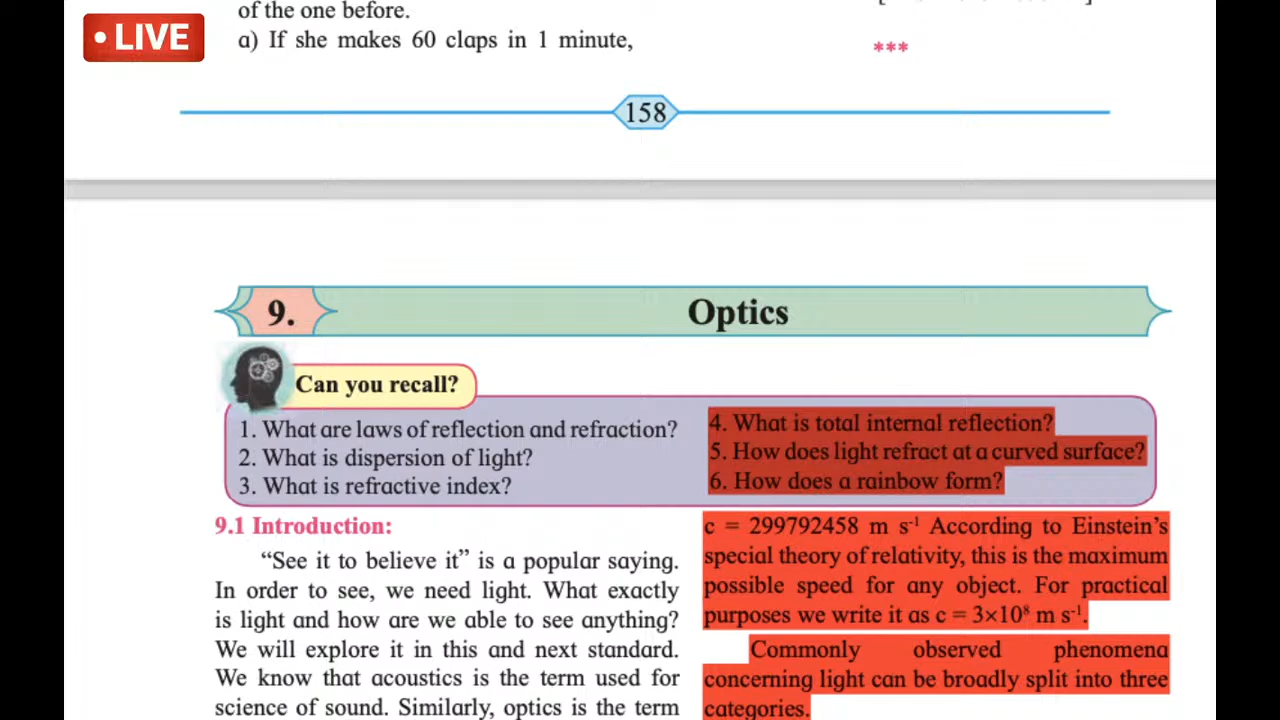 • LIVE
of the one before.
a) If she makes 60 claps in 1 minute,
***
158
9.
Optics
Can you recall?
1. What are laws of reflection and refraction?
2. What is dispersion of light?
3. What is refractive index?
4. What is total internal reflection?
5. How does light refract at a curved surface?
6. How does a rainbow form?
9.1 Introduction:
“See it to believe it” is a popular saying.
In order to see, we need light. What exactly
is light and how are we able to see anything?
We will explore it in this and next standard.
We know that acoustics is the term used for
science of sound. Similarly, optics is the term
c = 299792458 m s⁻¹ According to Einstein’s
special theory of relativity, this is the maximum
possible speed for any object. For practical
purposes we write it as c = 3×10⁸ m s⁻¹.
Commonly observed phenomena
concerning light can be broadly split into three
categories.